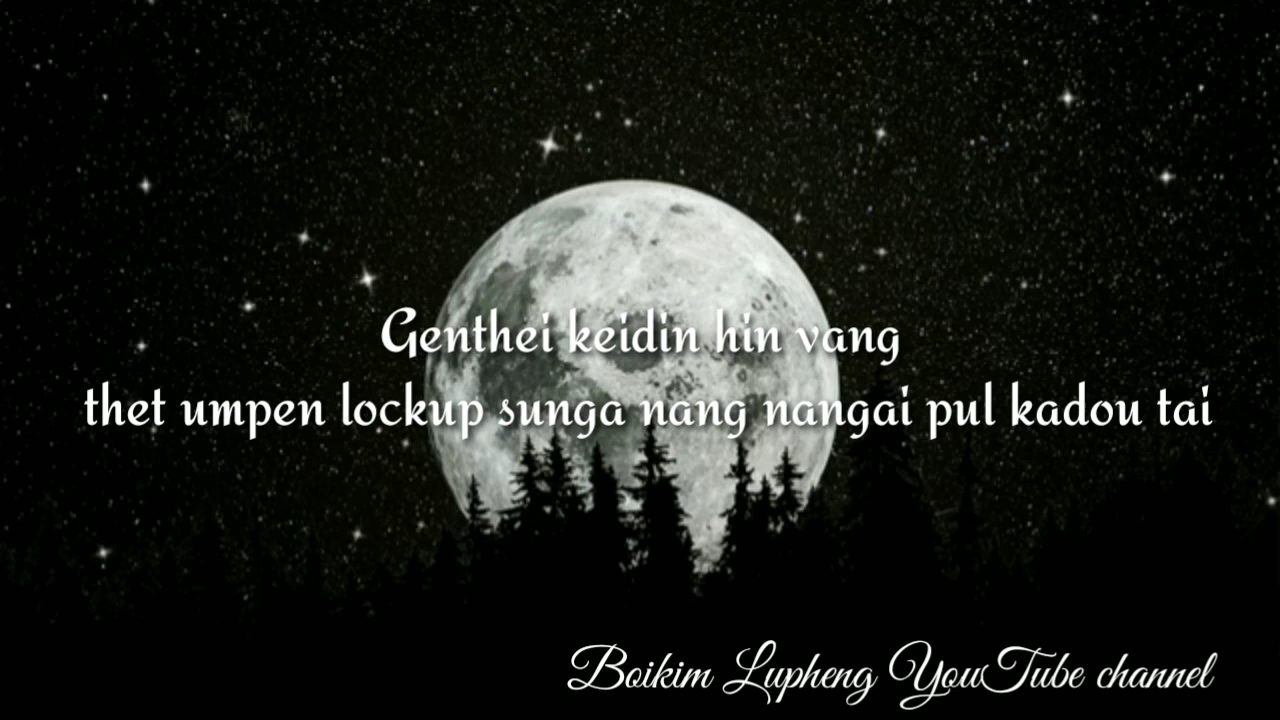 Genthei keidin hin vang
thet umpen lockup sunga nang nangai pul kadou tai
Boikim Lupheng YouTube channel